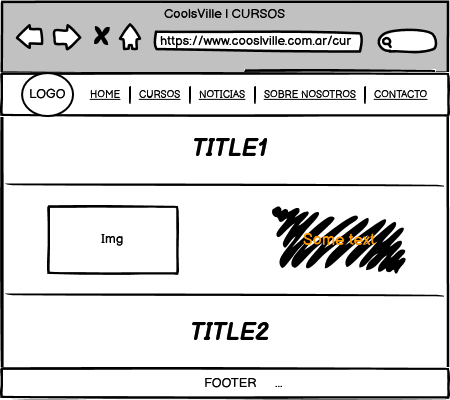 CoolsVille | CURSOS
https://www.cooslville.com.ar/cur
LOGO HOME CURSOS NOTICIAS SOBRE NOSOTROS CONTACTO
TITLE1
Img
Some text
TITLE2
FOOTER ...